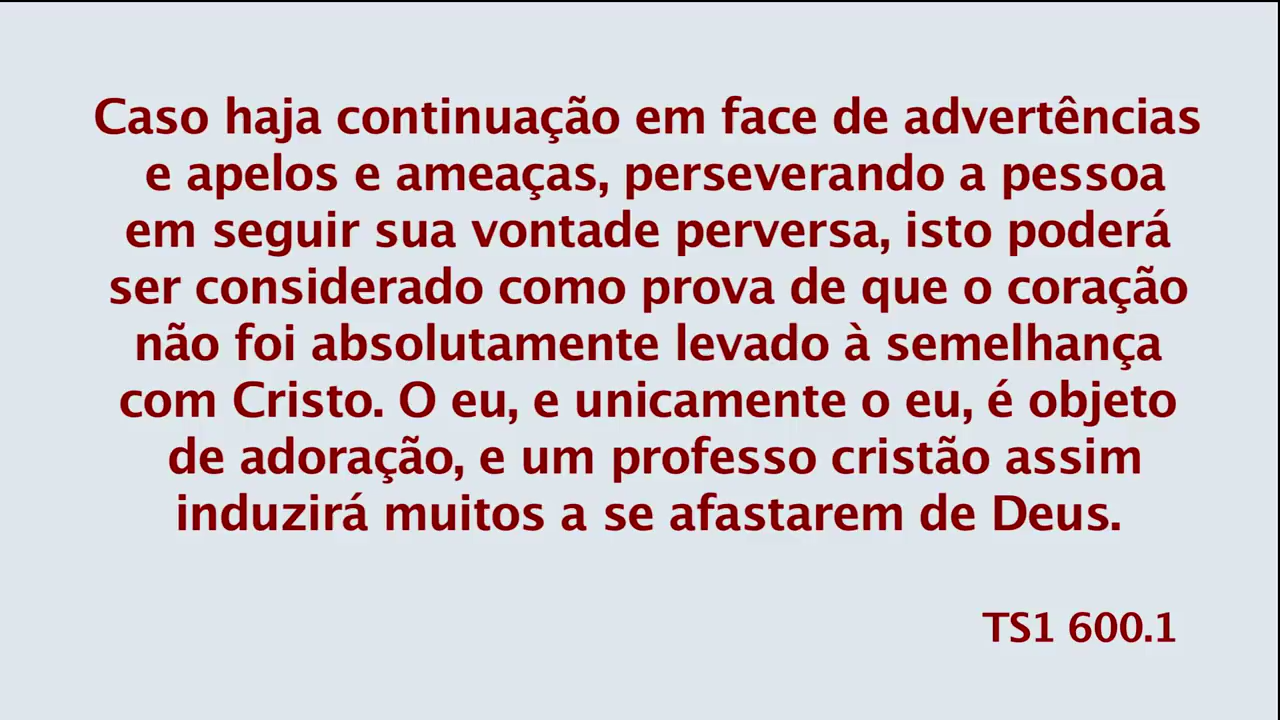 Caso haja continuação em face de advertências
e apelos e ameaças, perseverando a pessoa
em seguir sua vontade perversa, isto poderá
ser considerado como prova de que o coração
não foi absolutamente levado à semelhança
com Cristo. O eu, e unicamente o eu, é objeto
de adoração, e um professo cristão assim
induzirá muitos a se afastarem de Deus.
TS1 600.1